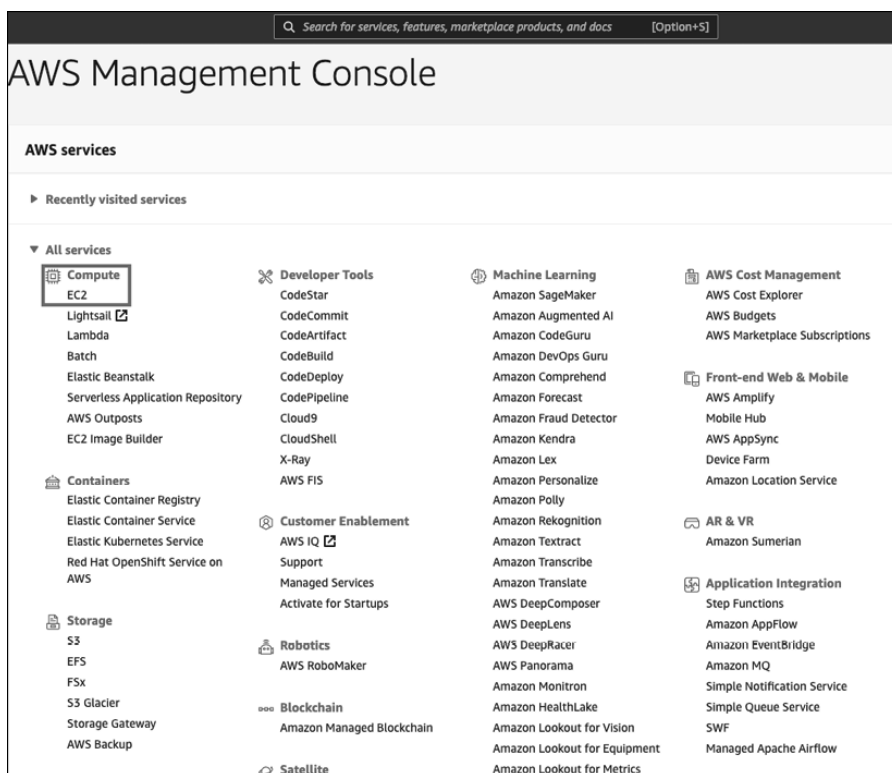 Search for services, features, marketplace products, and docs [Option+S]
AWS Management Console
AWS services
Recently visited services
All services
Compute
EC2
Lightsail
Lambda
Batch
Elastic Beanstalk
Serverless Application Repository
AWS Outposts
EC2 Image Builder
Containers
Elastic Container Registry
Elastic Container Service
Elastic Kubernetes Service
Red Hat OpenShift Service on
AWS
Storage
S3
EFS
FSx
S3 Glacier
Storage Gateway
AWS Backup
Developer Tools
CodeStar
CodeCommit
CodeArtifact
CodeBuild
CodeDeploy
CodePipeline
Cloud9
CloudShell
X-Ray
AWS FIS
Customer Enablement
AWS IQ
Support
Managed Services
Activate for Startups
Robotics
AWS RoboMaker
Blockchain
Amazon Managed Blockchain
Satellite
Machine Learning
Amazon SageMaker
Amazon Augmented AI
Amazon CodeGuru
Amazon DevOps Guru
Amazon Comprehend
Amazon Forecast
Amazon Fraud Detector
Amazon Kendra
Amazon Lex
Amazon Personalize
Amazon Polly
Amazon Rekognition
Amazon Textract
Amazon Transcribe
Amazon Translate
AWS DeepComposer
AWS DeepLens
AWS DeepRacer
AWS Panorama
Amazon Monitron
Amazon HealthLake
Amazon Lookout for Vision
Amazon Lookout for Equipment
Amazon Lookout for Metrics
AWS Cost Management
AWS Cost Explorer
AWS Budgets
AWS Marketplace Subscriptions
Front-end Web & Mobile
AWS Amplify
Mobile Hub
AWS AppSync
Device Farm
Amazon Location Service
AR & VR
Amazon Sumerian
Application Integration
Step Functions
Amazon AppFlow
Amazon EventBridge
Amazon MQ
Simple Notification Service
Simple Queue Service
SWF
Managed Apache Airflow